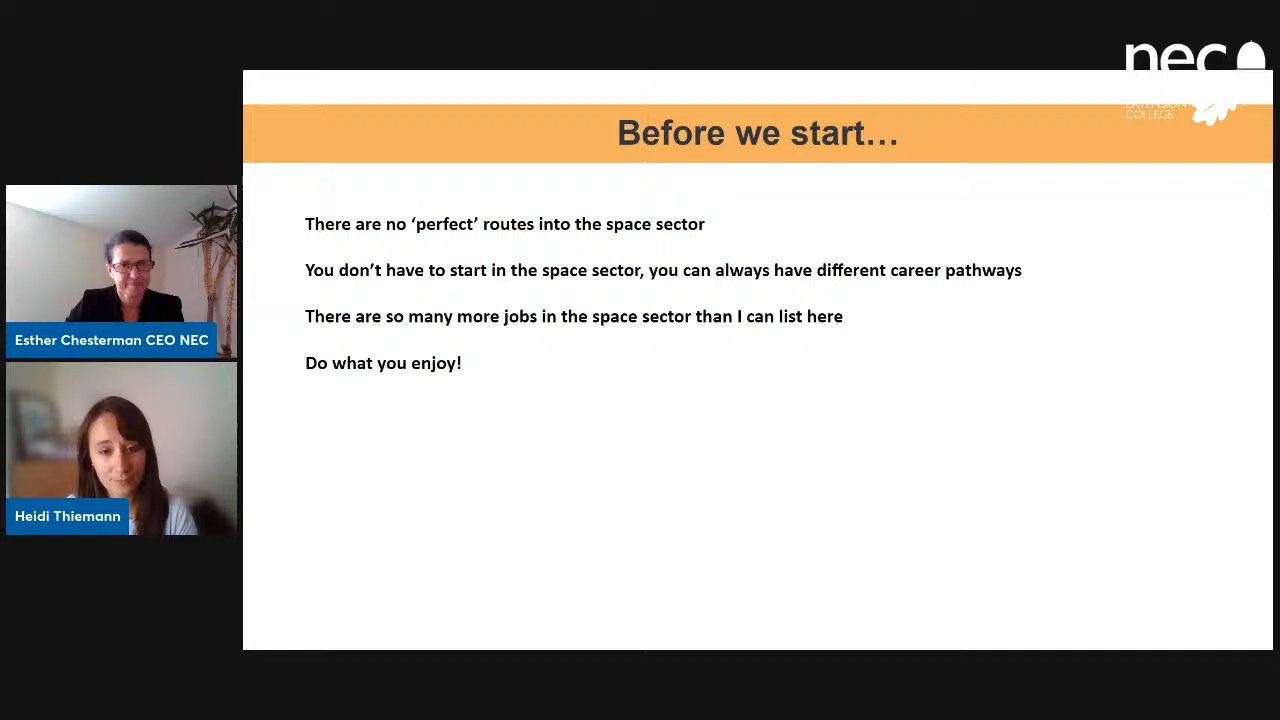 nec
EXTENSION
COLLEGE
Before we start…
There are no ‘perfect’ routes into the space sector
You don’t have to start in the space sector, you can always have different career pathways
There are so many more jobs in the space sector than I can list here
Do what you enjoy!
Esther Chesterman CEO NEC
Heidi Thiemann